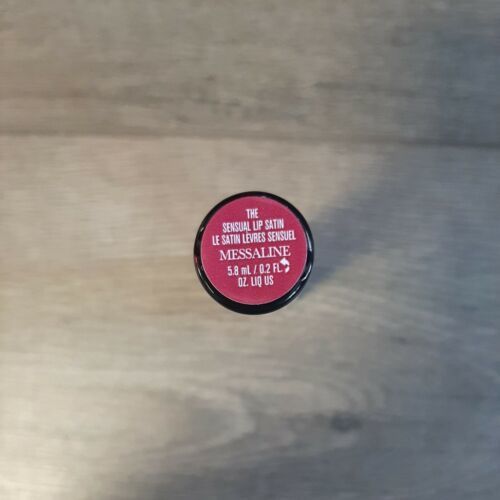 THE
SENSUAL LIP SATIN
LE SATIN LÈVRES SENSUEL
MESSALINE
5.8 mL / 0.2 FL.
OZ. LIQ US